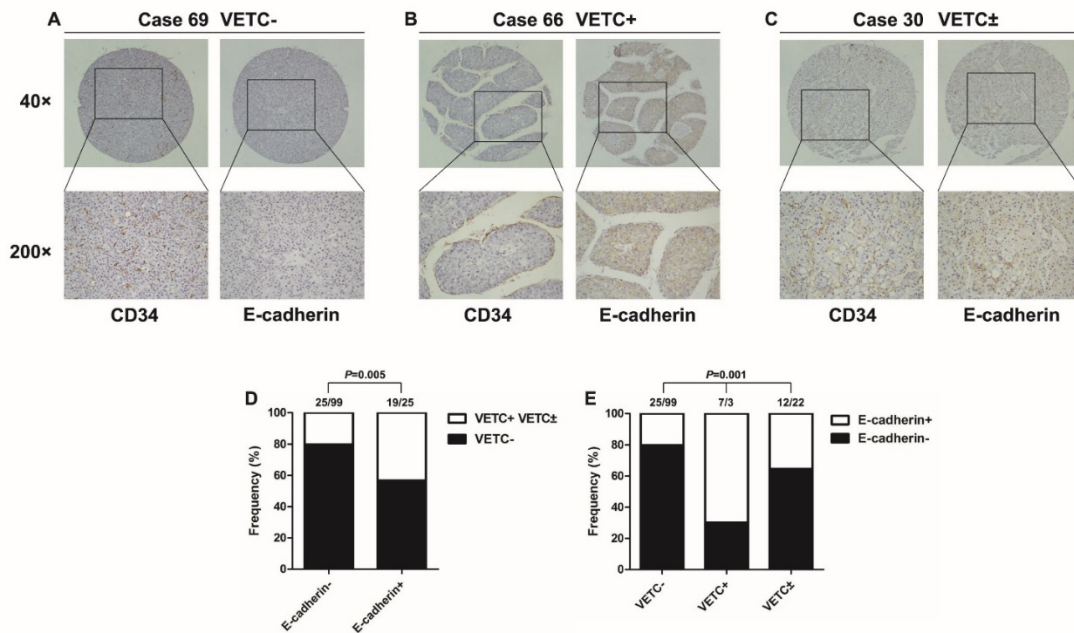 A Case 69 VETC-
B Case 66 VETC+
C Case 30 VETC±
40×
200×
CD34 E-cadherin
CD34 E-cadherin
CD34 E-cadherin
D
P=0.005
25/99 19/25
VETC+ VETC±
VETC-
Frequency (%)
100
80
60
40
20
0
E-cadherin-
E-cadherin+
E
P=0.001
25/99 7/3 12/22
E-cadherin+
E-cadherin-
Frequency (%)
100
80
60
40
20
0
VETC-
VETC+
VETC±